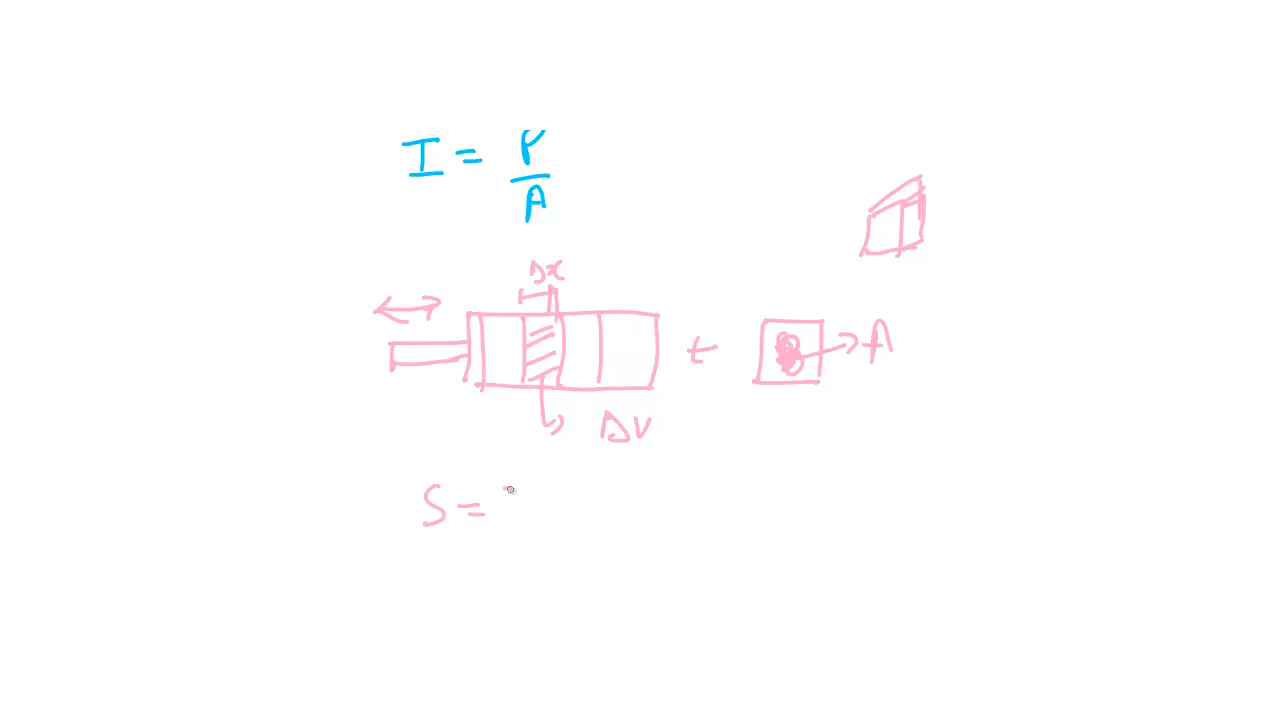 I = P/A
Δx
t
A
ΔV
S =